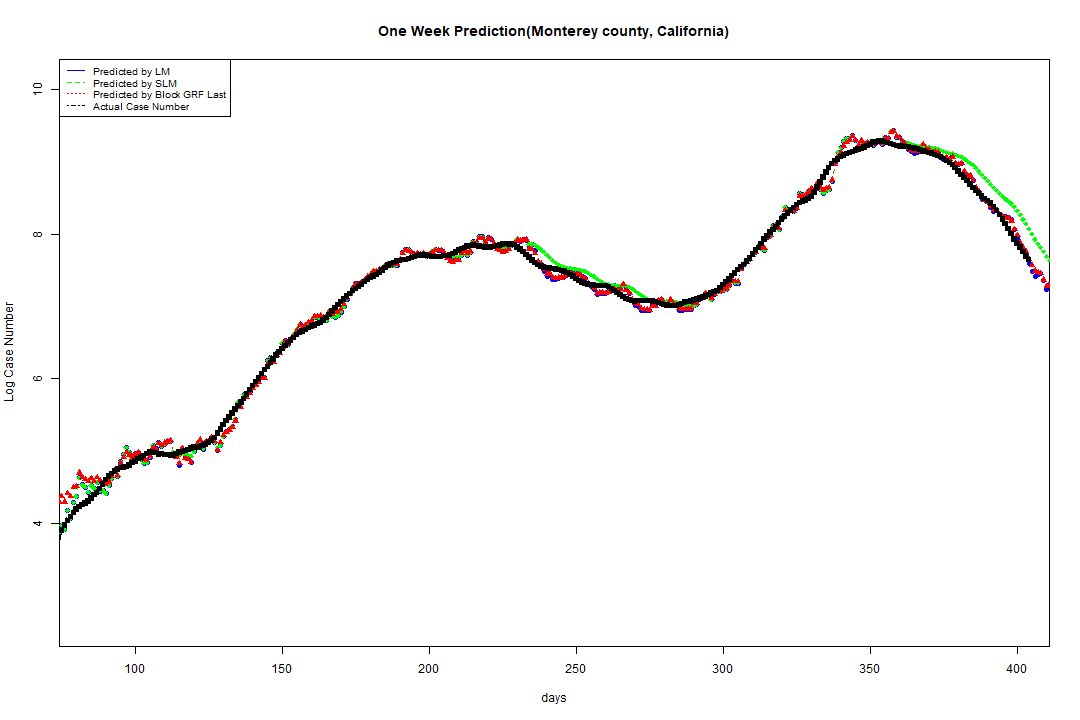 One Week Prediction(Monterey county, California)
Predicted by LM
Predicted by SLM
Predicted by Block GRF Last
Actual Case Number
10
8
6
4
Log Case Number
100 150 200 250 300 350 400
days